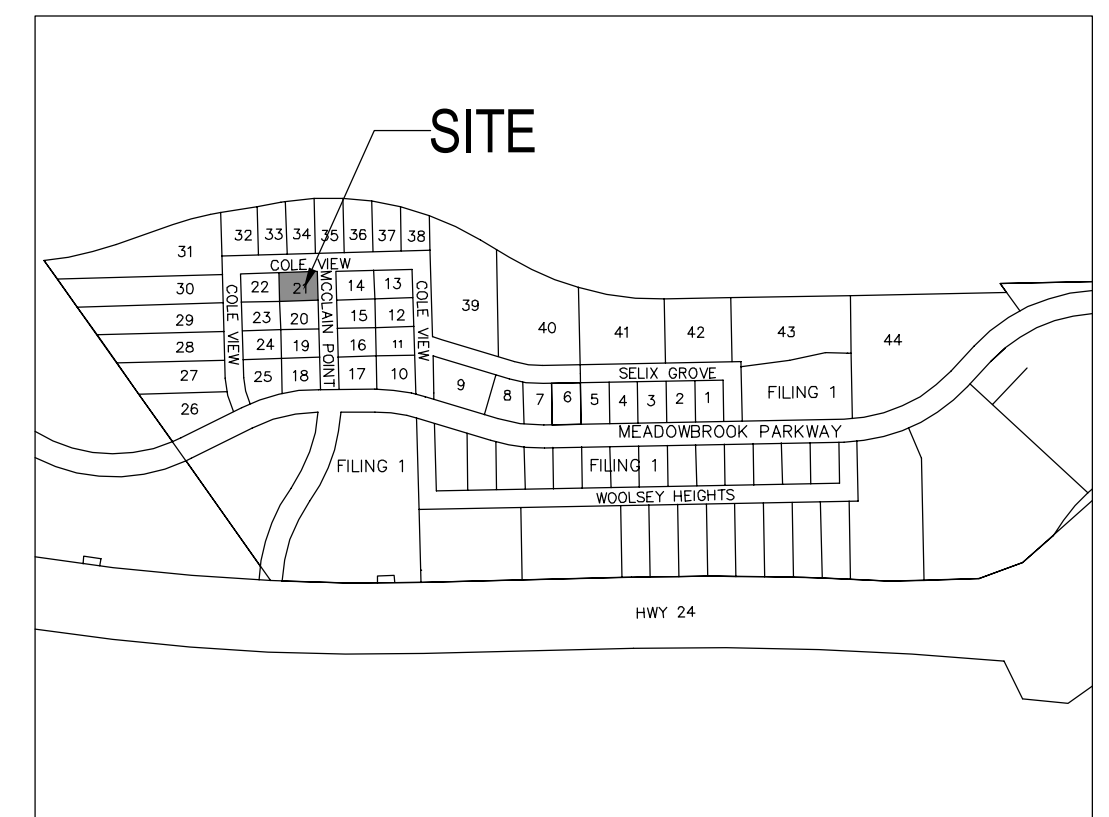 SITE
32 33 34 35 36 37 38
31
COLE VIEW
30
22 21 14 13
39
COLE VIEW
MCCLAIN POINT
COLE VIEW
29
23 20 15 12
40 41 42 43
44
28
24 19 16 11
27
25 18 17 10
SELIX GROVE
26
9 8 7 6 5 4 3 2 1
FILING 1
MEADOWBROOK PARKWAY
FILING 1
FILING 1
WOOLSEY HEIGHTS
HWY 24